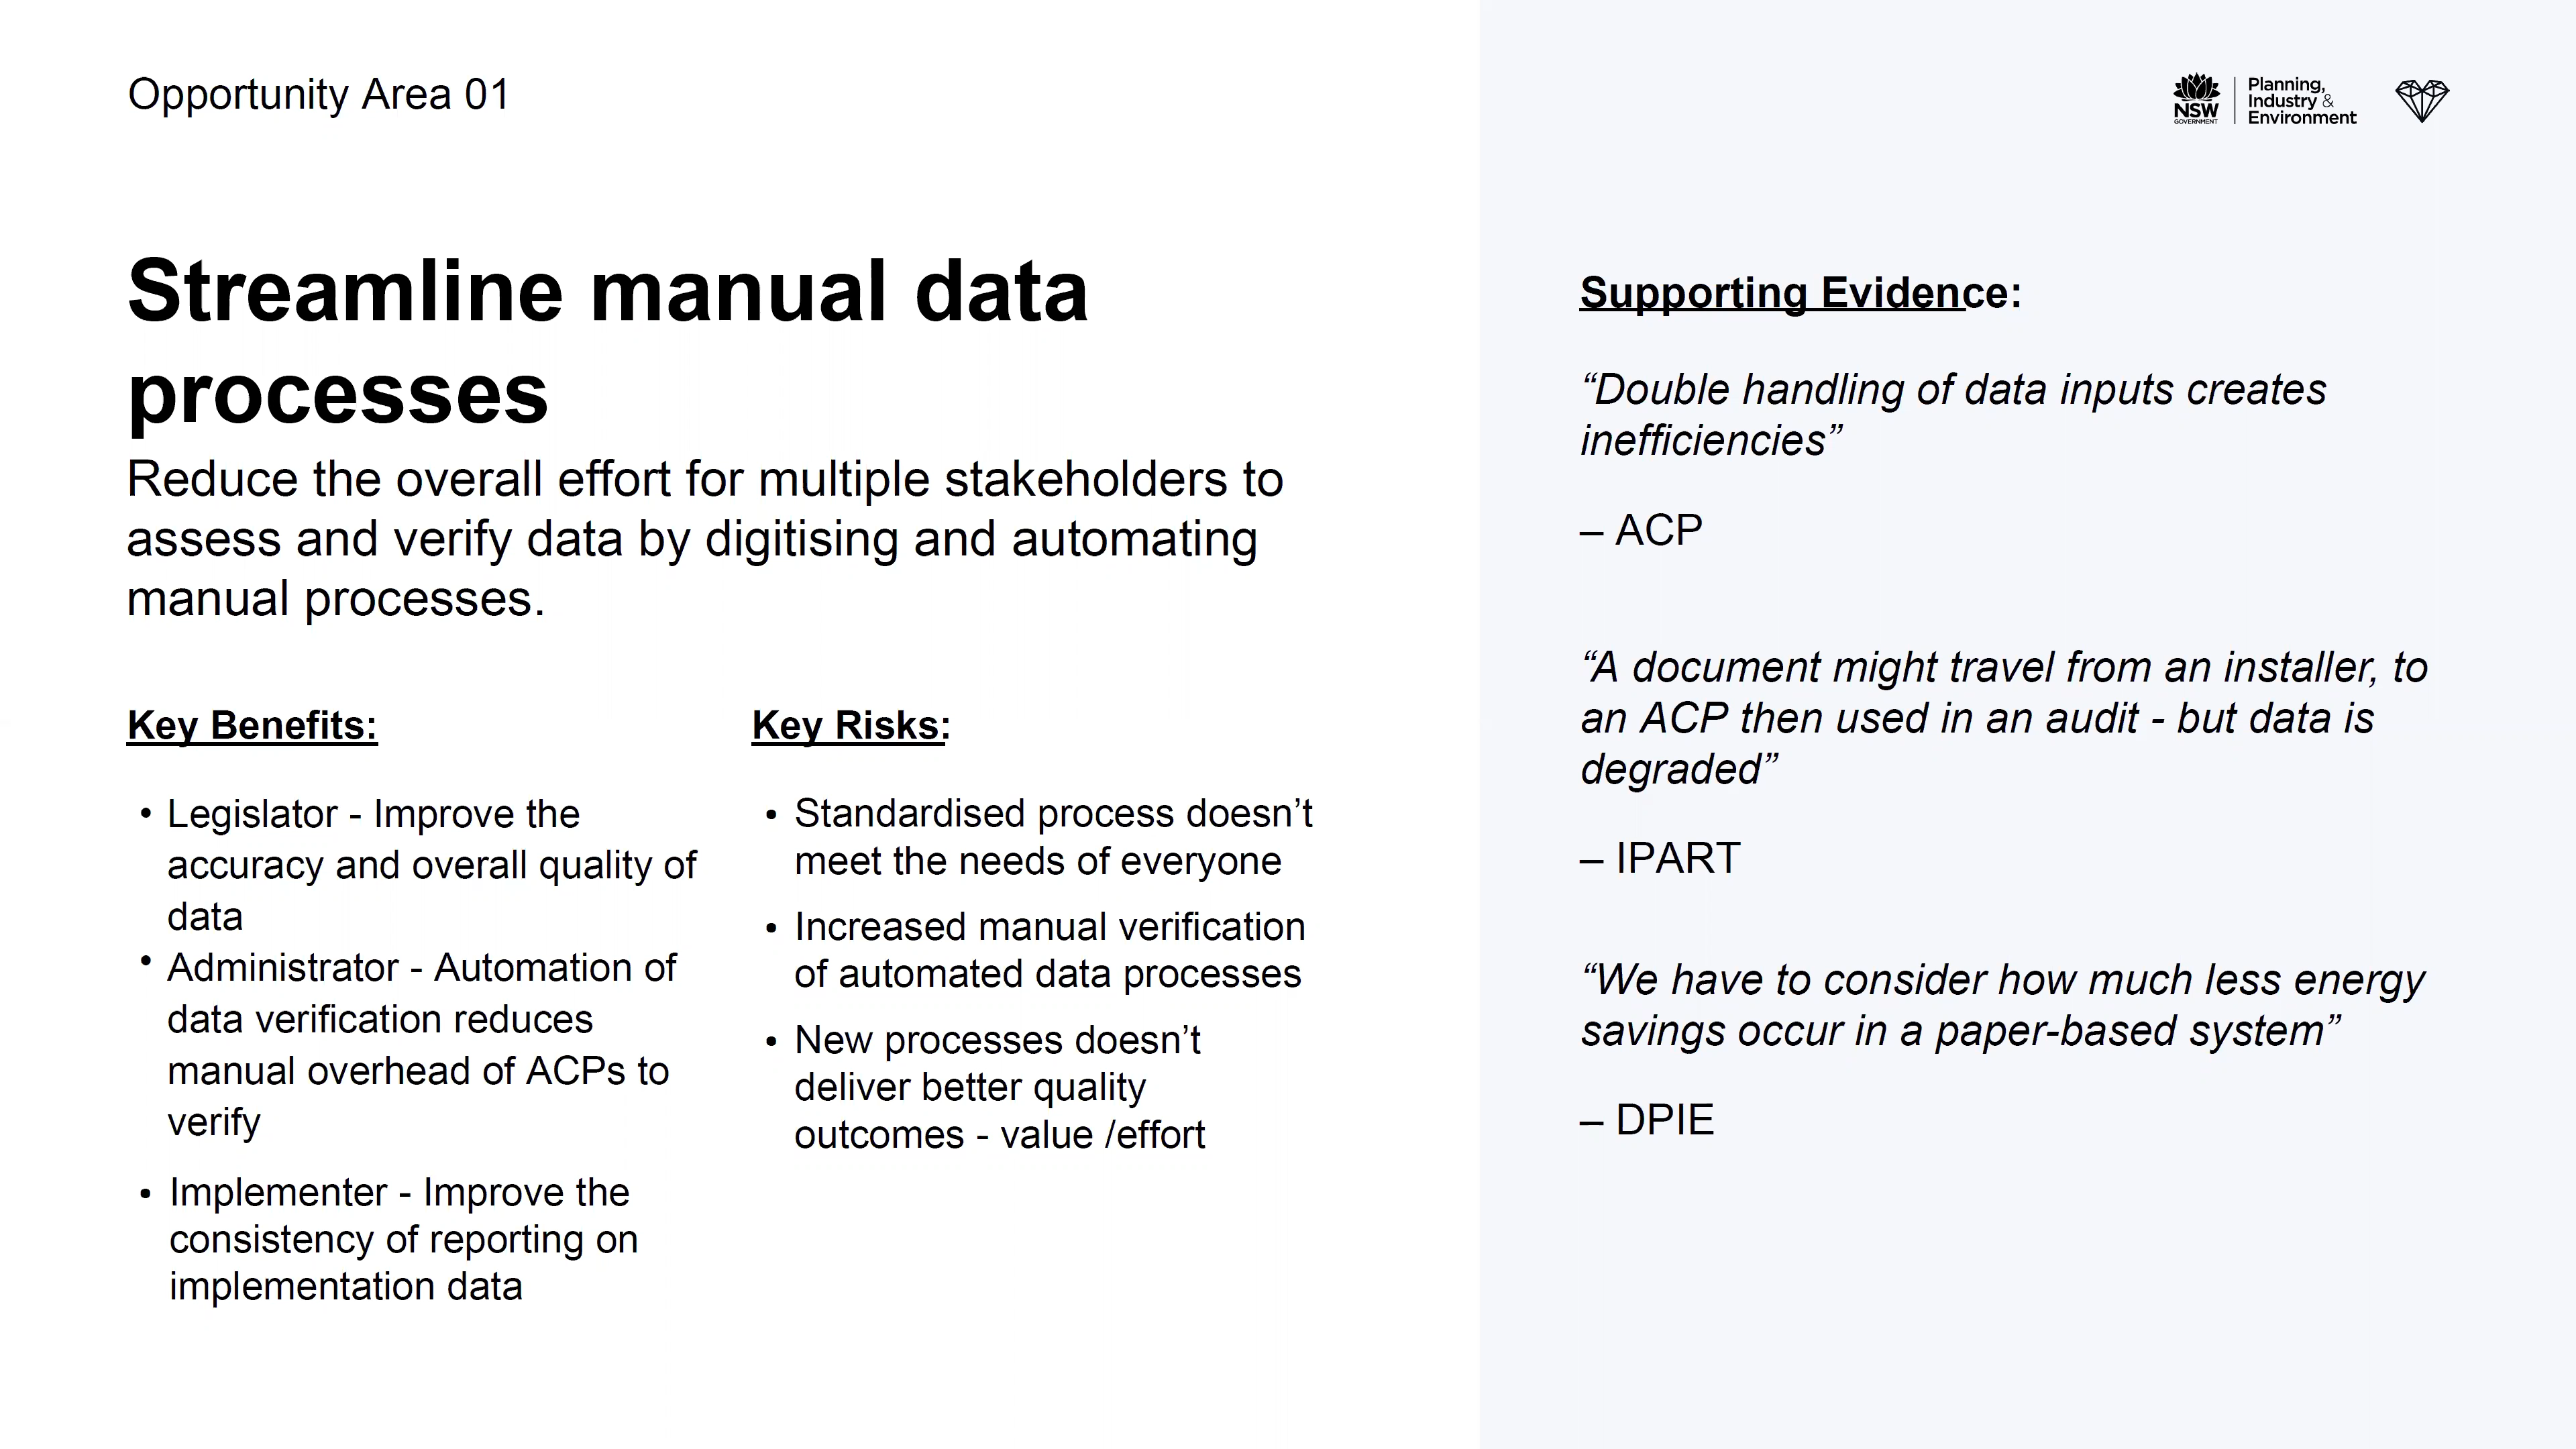 Opportunity Area 01
NSW
GOVERNMENT
Planning,
Industry &
Environment
Streamline manual data
processes
Reduce the overall effort for multiple stakeholders to
assess and verify data by digitising and automating
manual processes.
Key Benefits:
• Legislator - Improve the
accuracy and overall quality of
data
• Administrator - Automation of
data verification reduces
manual overhead of ACPs to
verify
• Implementer - Improve the
consistency of reporting on
implementation data
Key Risks:
• Standardised process doesn’t
meet the needs of everyone
• Increased manual verification
of automated data processes
• New processes doesn’t
deliver better quality
outcomes - value /effort
Supporting Evidence:
“Double handling of data inputs creates
inefficiencies”
– ACP
“A document might travel from an installer, to
an ACP then used in an audit - but data is
degraded”
– IPART
“We have to consider how much less energy
savings occur in a paper-based system”
– DPIE